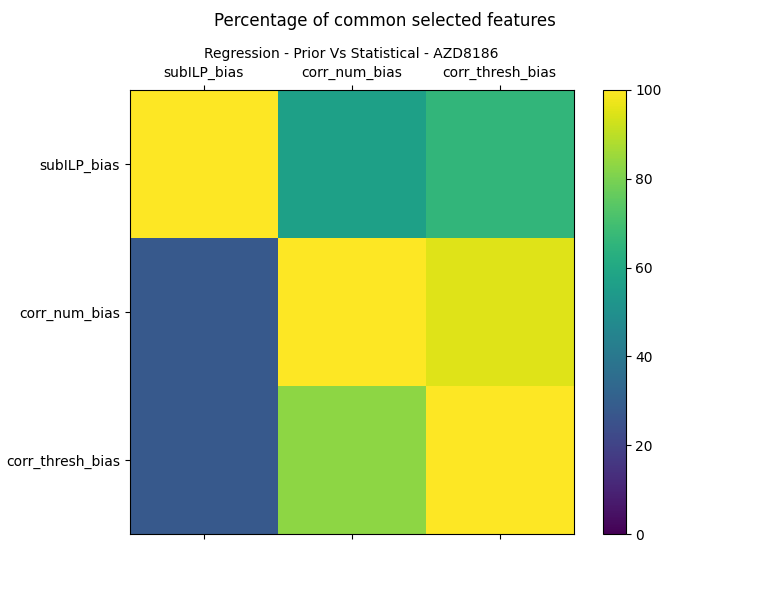 Percentage of common selected features
Regression - Prior Vs Statistical - AZD8186
subILP_bias corr_num_bias corr_thresh_bias
subILP_bias
corr_num_bias
corr_thresh_bias
100
80
60
40
20
0